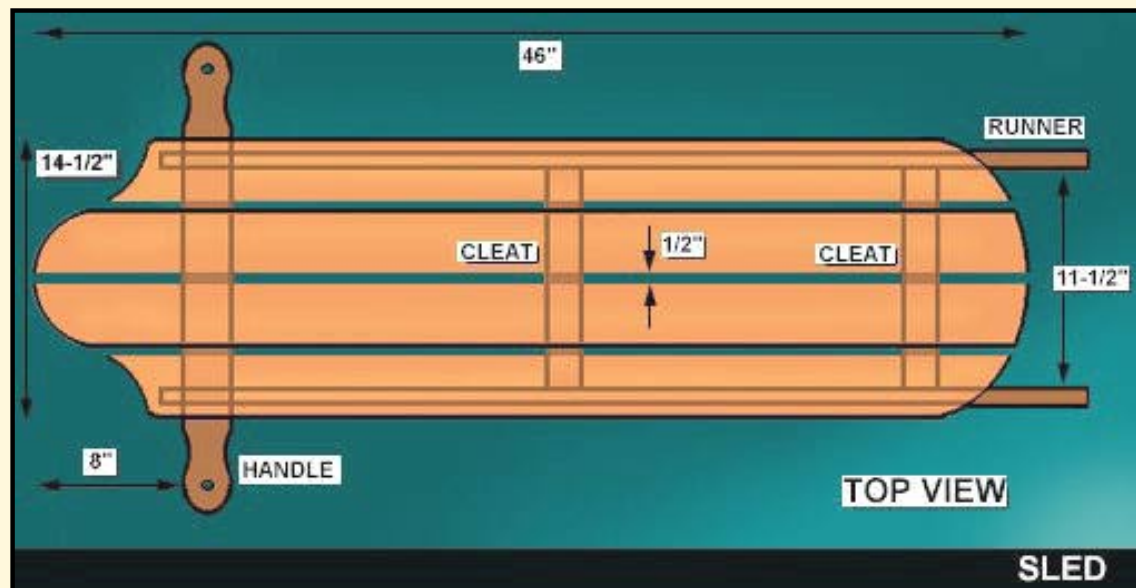 46"
RUNNER
14-1/2"
CLEAT
1/2"
CLEAT
11-1/2"
8"
HANDLE
TOP VIEW
SLED